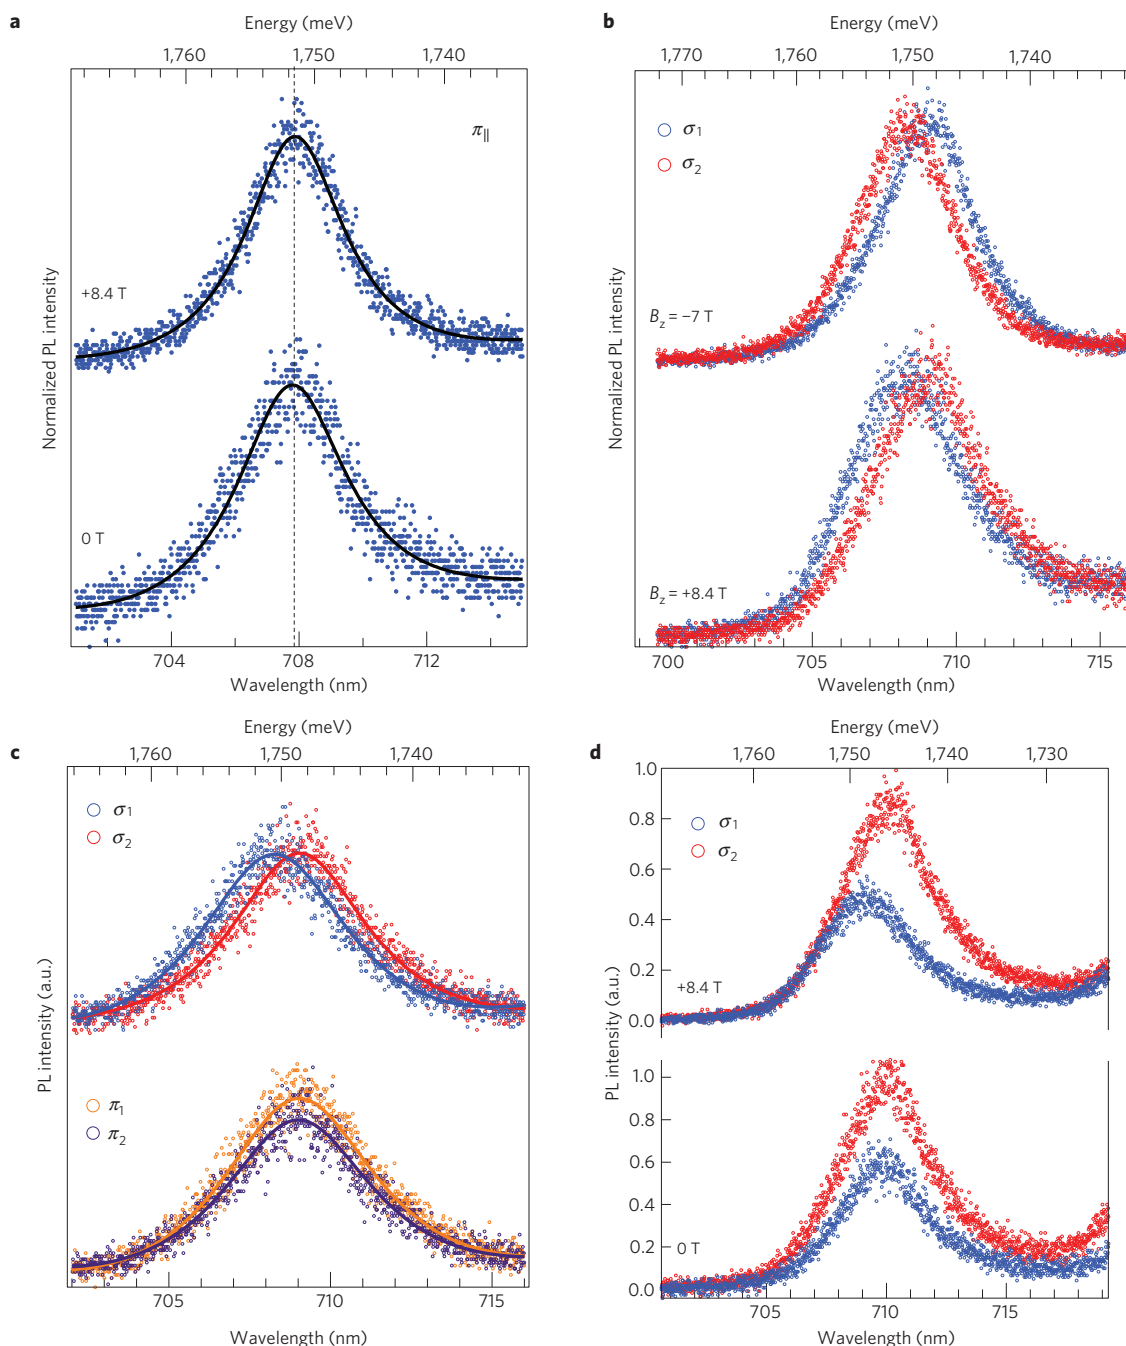 a
Energy (meV)
1,760 1,750 1,740
π∥
+8.4 T
0 T
Normalized PL intensity
704 708 712
Wavelength (nm)
b
Energy (meV)
1,770 1,760 1,750 1,740
σ1
σ2
Bz = −7 T
Bz = +8.4 T
Normalized PL intensity
700 705 710 715
Wavelength (nm)
c
Energy (meV)
1,760 1,750 1,740
σ1
σ2
π1
π2
PL intensity (a.u.)
705 710 715
Wavelength (nm)
d
Energy (meV)
1,760 1,750 1,740 1,730
1.0
0.8
0.6
0.4
0.2
0.0
σ1
σ2
+8.4 T
PL intensity (a.u.)
1.0
0.8
0.6
0.4
0.2
0.0
0 T
705 710 715
Wavelength (nm)